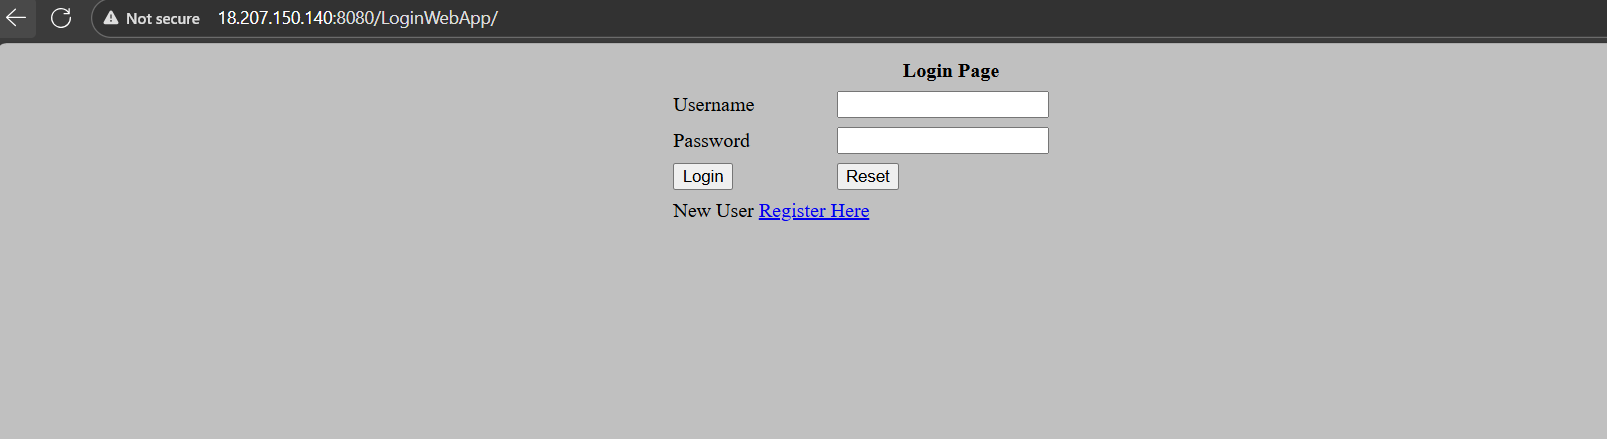 Not secure 18.207.150.140:8080/LoginWebApp/
Login Page
Username
Password
Login Reset
New User Register Here